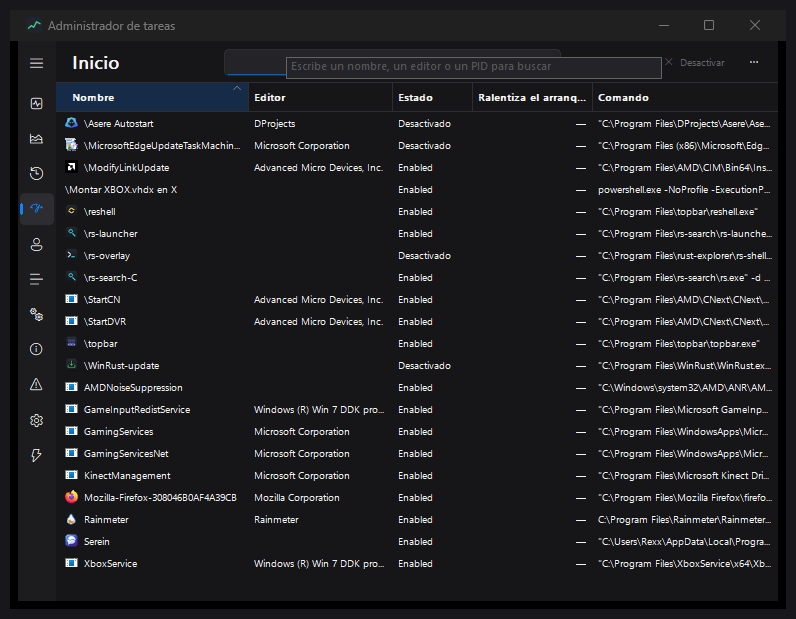 Administrador de tareas
Inicio
Escribe un nombre, un editor o un PID para buscar
Desactivar
Nombre Editor Estado Ralentiza el arranq... Comando
\Asere Autostart DProjects Desactivado — "C:\Program Files\DProjects\Asere\Ase...
\MicrosoftEdgeUpdateTaskMachin... Microsoft Corporation Desactivado — "C:\Program Files (x86)\Microsoft\Edg...
\ModifyLinkUpdate Advanced Micro Devices, Inc. Enabled — "C:\Program Files\AMD\CIM\Bin64\Ins...
\Montar XBOX.vhdx en X Enabled — powershell.exe -NoProfile -ExecutionP...
\reshell Enabled — "C:\Program Files\topbar\reshell.exe"
\rs-launcher Enabled — "C:\Program Files\rs-search\rs-launche...
\rs-overlay Desactivado — "C:\Program Files\rust-explorer\rs-shell...
\rs-search-C Enabled — "C:\Program Files\rs-search\rs.exe" -d ...
\StartCN Advanced Micro Devices, Inc. Enabled — "C:\Program Files\AMD\CNext\CNext\...
\StartDVR Advanced Micro Devices, Inc. Enabled — "C:\Program Files\AMD\CNext\CNext\...
\topbar Enabled — "C:\Program Files\topbar\topbar.exe"
\WinRust-update Desactivado — "C:\Program Files\WinRust\WinRust.ex...
AMDNoiseSuppression Enabled — "C:\Windows\system32\AMD\ANR\AM...
GameInputRedistService Windows (R) Win 7 DDK pro... Enabled — "C:\Program Files\Microsoft GameInp...
GamingServices Microsoft Corporation Enabled — "C:\Program Files\WindowsApps\Micr...
GamingServicesNet Microsoft Corporation Enabled — "C:\Program Files\WindowsApps\Micr...
KinectManagement Microsoft Corporation Enabled — "C:\Program Files\Microsoft Kinect Dri...
Mozilla-Firefox-308046B0AF4A39CB Mozilla Corporation Enabled — "C:\Program Files\Mozilla Firefox\firefo...
Rainmeter Rainmeter Enabled — C:\Program Files\Rainmeter\Rainmeter...
Serein Enabled — "C:\Users\Rexx\AppData\Local\Progra...
XboxService Windows (R) Win 7 DDK pro... Enabled — "C:\Program Files\XboxService\x64\Xb...